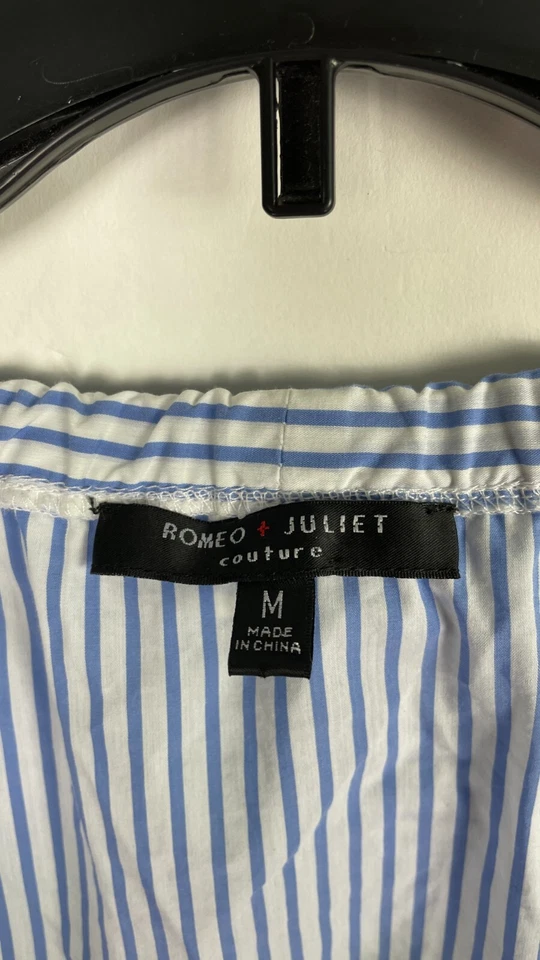 ROMEO + JULIET
couture
M
MADE
IN CHINA